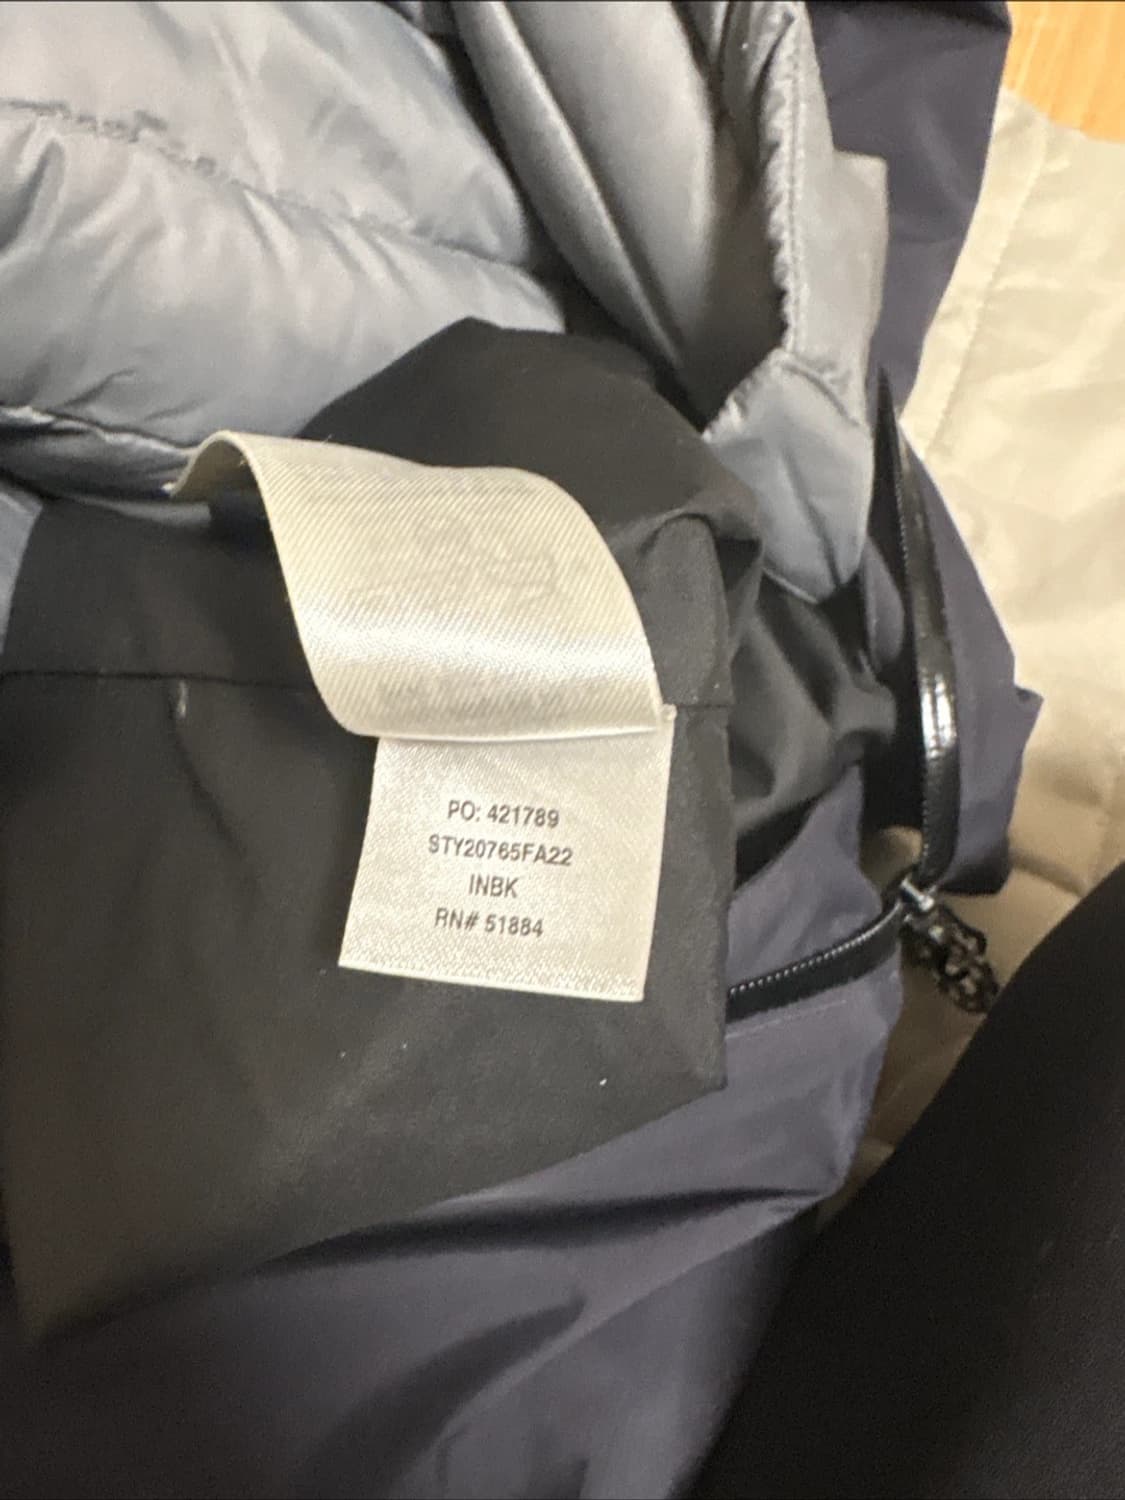 PO: 421789
STY20765FA22
INBK
RN# 51884